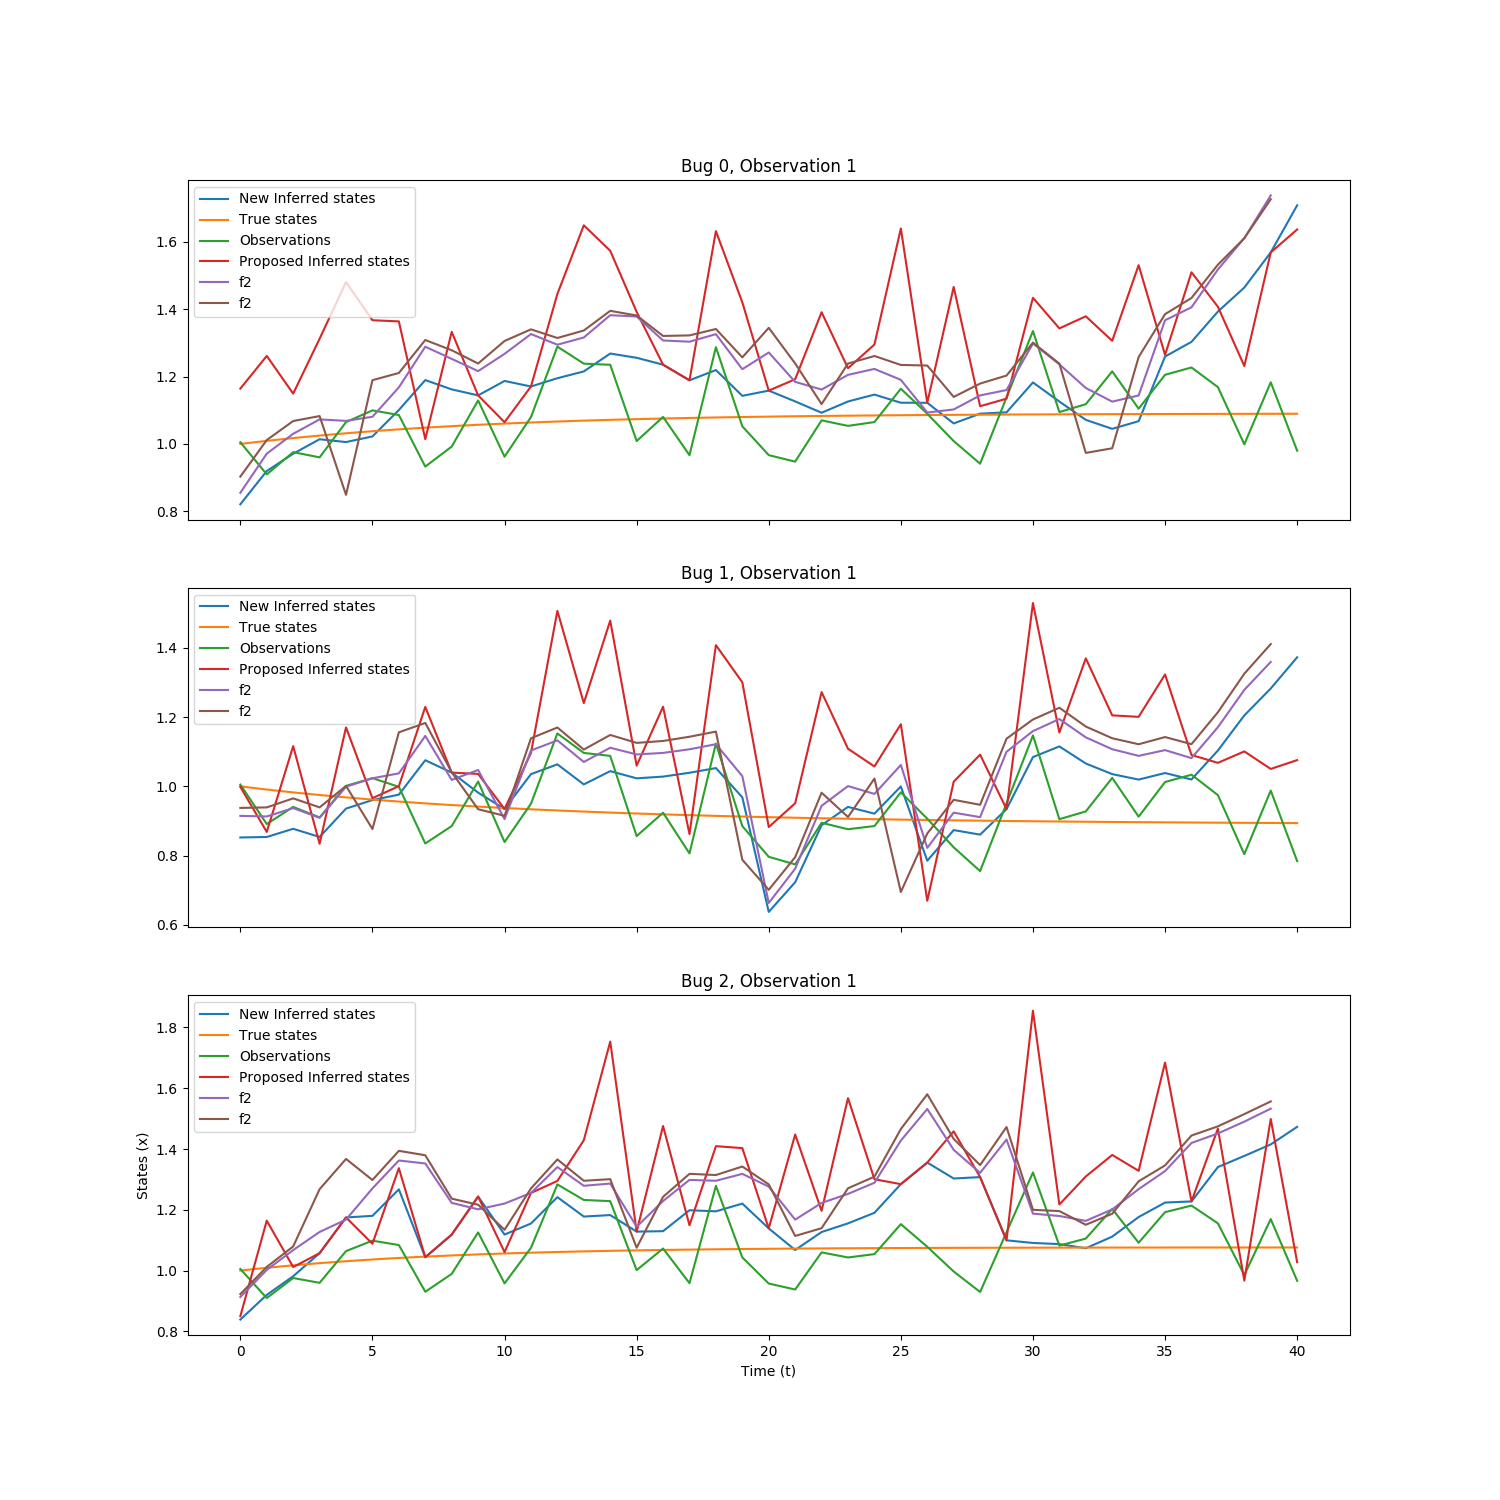 Bug 0, Observation 1
New Inferred states
True states
Observations
Proposed Inferred states
f2
f2
1.6
1.4
1.2
1.0
0.8
Bug 1, Observation 1
New Inferred states
True states
Observations
Proposed Inferred states
f2
f2
1.4
1.2
1.0
0.8
0.6
Bug 2, Observation 1
New Inferred states
True states
Observations
Proposed Inferred states
f2
f2
1.8
1.6
1.4
1.2
1.0
0.8
States (x)
0 5 10 15 20 25 30 35 40
Time (t)